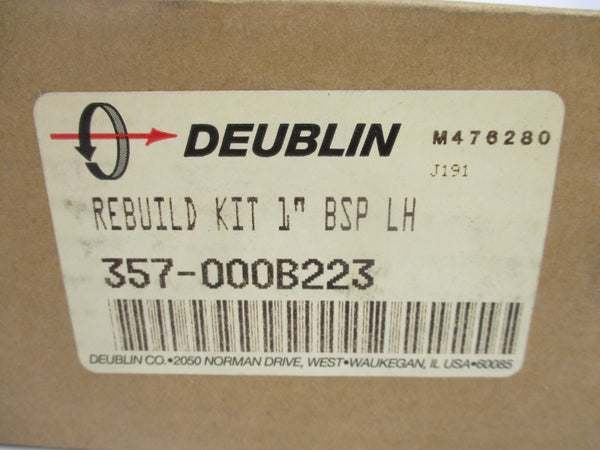 DEUBLIN M476280
J191
REBUILD KIT 1" BSP LH
357-000B223
DEUBLIN CO.•2050 NORMAN DRIVE, WEST•WAUKEGAN, IL USA•60085